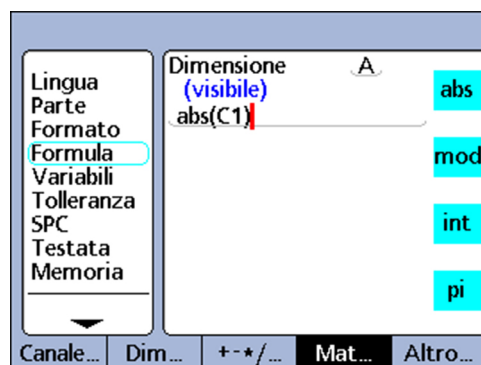 Lingua
Parte
Formato
Formula
Variabili
Tolleranza
SPC
Testata
Memoria
Dimensione A
(visibile)
abs(C1)
abs
mod
int
pi
Canale... Dim... +-*/... Mat... Altro...